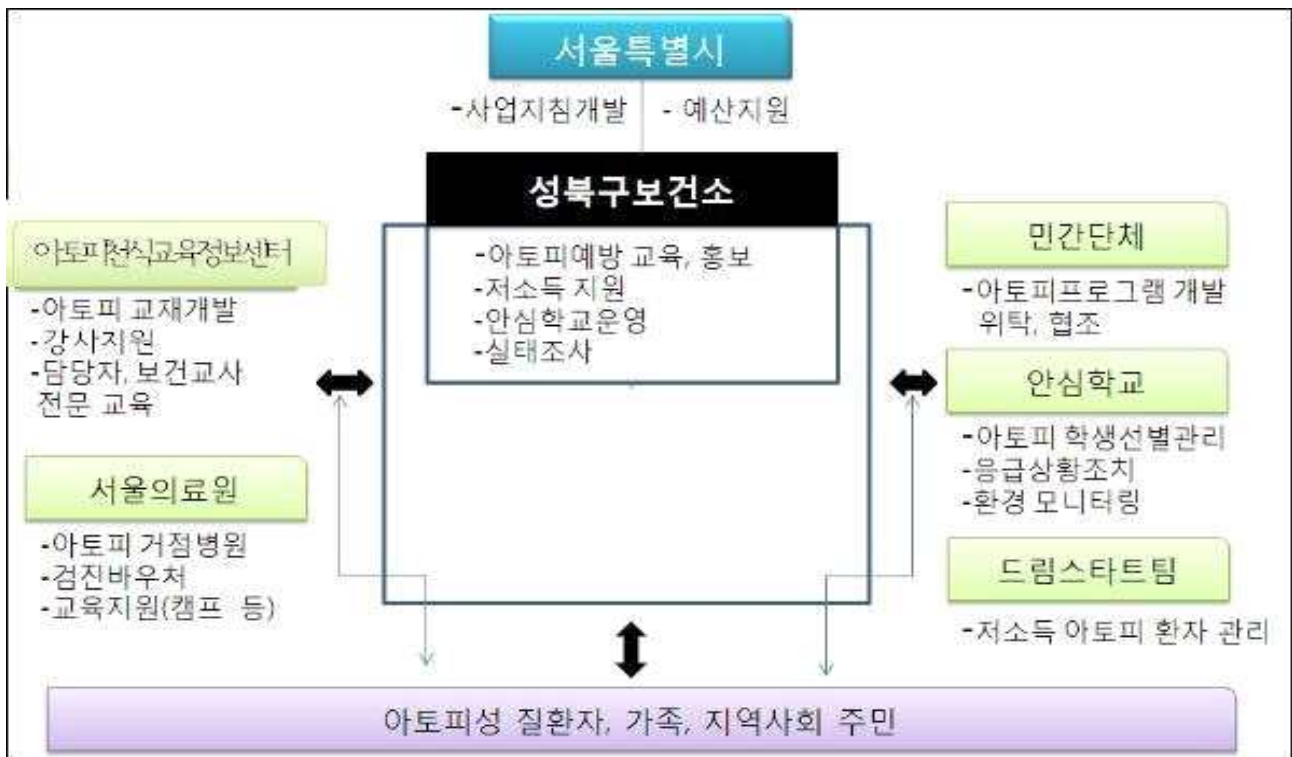 서울특별시
-사업지침개발 - 예산지원
성북구보건소
-아토피예방 교육, 홍보
-저소득 지원
-안심학교운영
-실태조사
아토피천식교육정보센터
-아토피 교재개발
-강사지원
-담당자, 보건교사
전문 교육
서울의료원
-아토피 거점병원
-검진바우처
-교육지원(캠프 등)
민간단체
-아토피프로그램 개발
위탁, 협조
안심학교
-아토피 학생선별관리
-응급상황조치
-환경 모니터링
드림스타트팀
-저소득 아토피 환자 관리
아토피성 질환자, 가족, 지역사회 주민